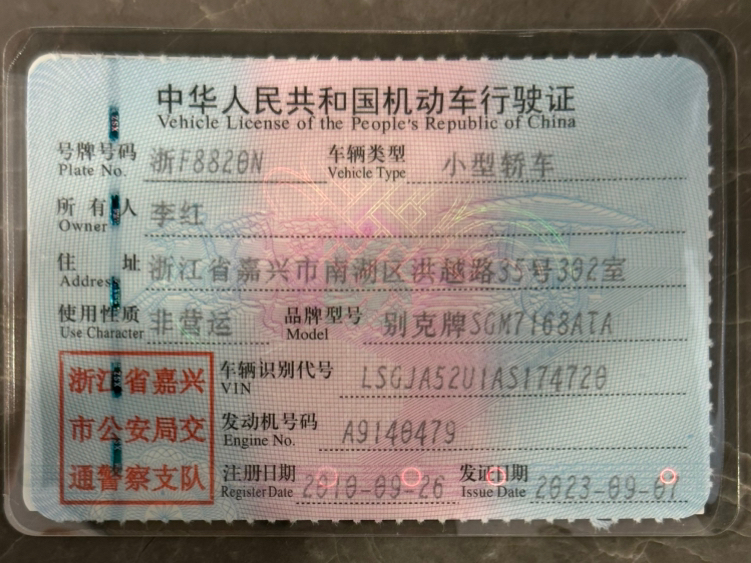 中华人民共和国机动车行驶证
Vehicle License of the People's Republic of China
号牌号码 浙F8820N 车辆类型 小型轿车
Plate No. Vehicle Type
所有人 李红
Owner
住址 浙江省嘉兴市南湖区洪越路35号302室
Address
使用性质 非营运 品牌型号 别克牌SGM7168ATA
Use Character Model
车辆识别代号 LSGJA52U1AS174720
VIN
发动机号码 A9140479
Engine No.
注册日期 2010-09-26 发证日期 2023-09-07
Register Date Issue Date
浙江省嘉兴
市公安局交
通警察支队